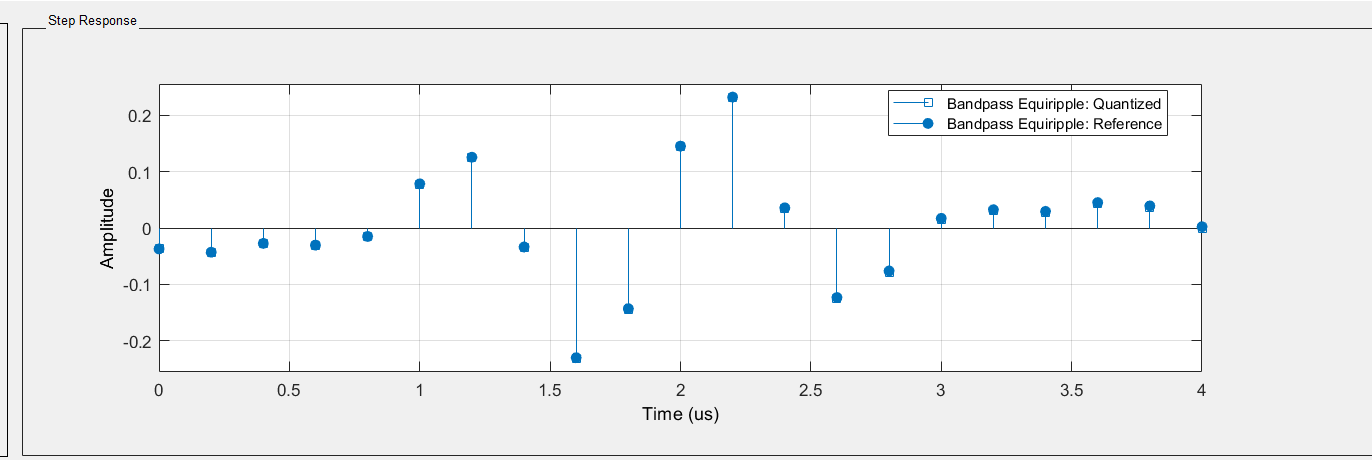 Step Response
Bandpass Equiripple: Quantized
Bandpass Equiripple: Reference
Amplitude
0.2
0.1
0
-0.1
-0.2
0 0.5 1 1.5 2 2.5 3 3.5 4
Time (us)